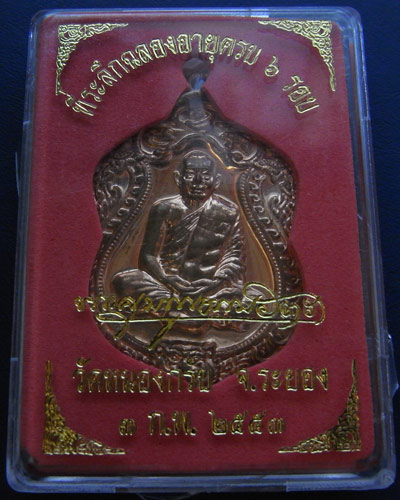 ที่ระลึกฉลองอายุครบ ๖ รอบ
วัดหนองกรับ จ.ระยอง
๓ ก.พ. ๒๕๕๓